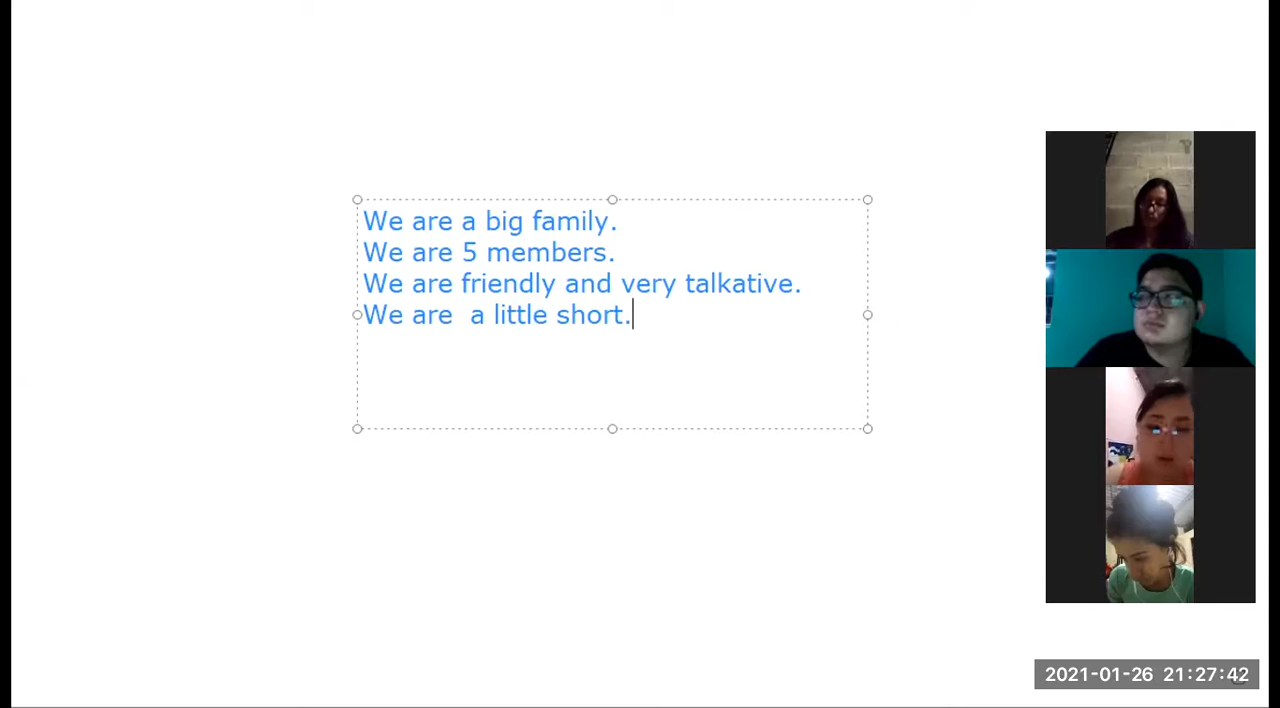 We are a big family.
We are 5 members.
We are friendly and very talkative.
We are  a little short.
2021-01-26 21:27:42